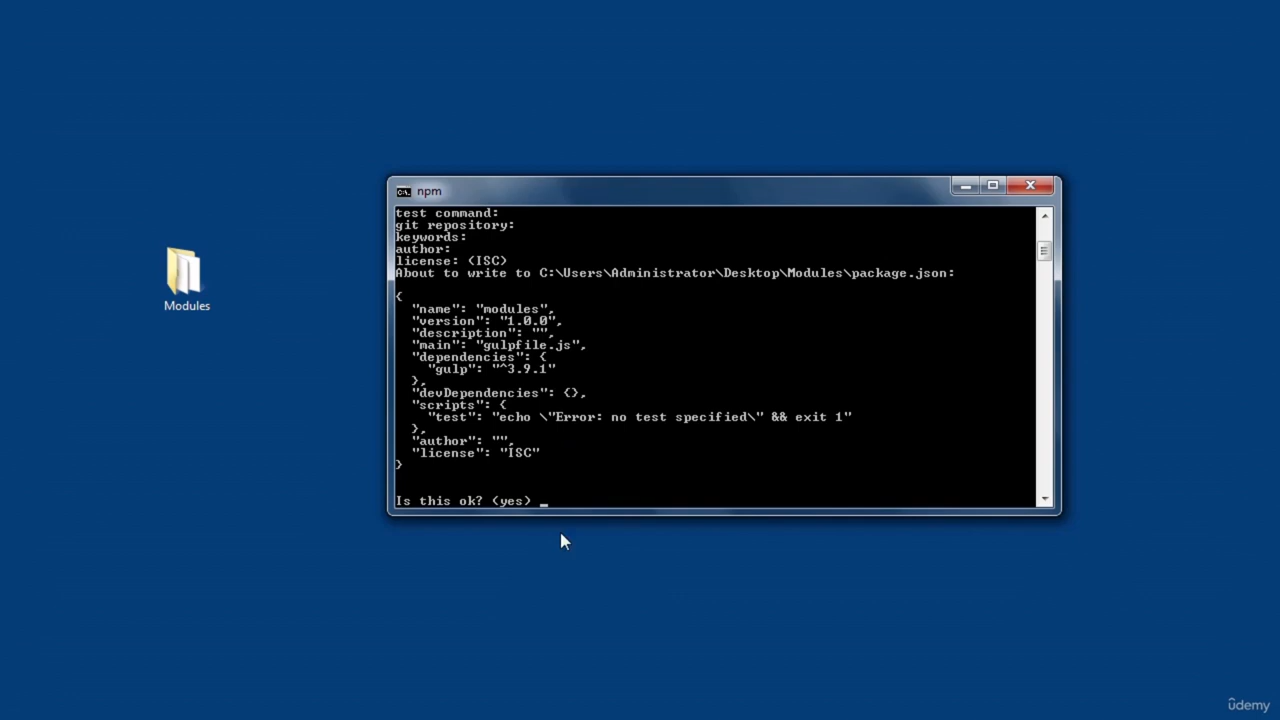 npm
test command:
git repository:
keywords:
author:
license: (ISC)
About to write to C:\Users\Administrator\Desktop\Modules\package.json:
{
"name": "modules",
"version": "1.0.0",
"description": "",
"main": "gulpfile.js",
"dependencies": {
"gulp": "^3.9.1"
},
"devDependencies": {},
"scripts": {
"test": "echo \"Error: no test specified\" && exit 1"
},
"author": "",
"license": "ISC"
}
Is this ok? (yes) _
Modules
C:\.
ûdemy